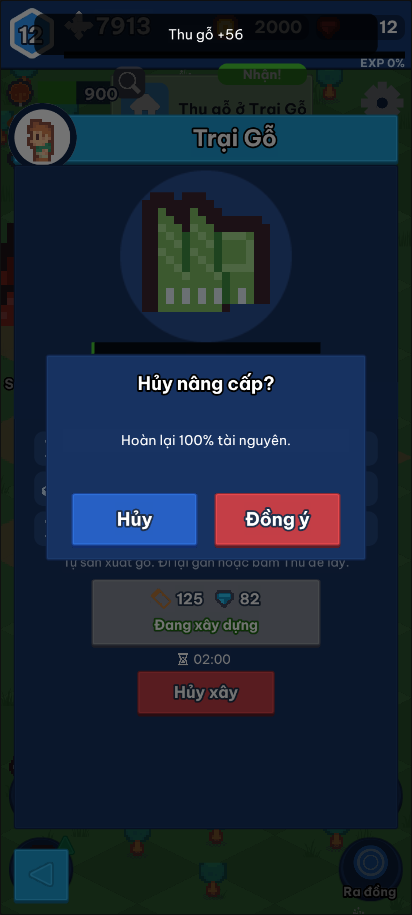 Thu gỗ +56
12
7913
2000
12
EXP 0%
Nhận!
900
Thu gỗ ở Trại Gỗ
Trại Gỗ
Hủy nâng cấp?
Hoàn lại 100% tài nguyên.
Hủy
Đồng ý
Tự sản xuất gỗ. Đi lại gần hoặc bấm Thu để lấy.
125
82
Đang xây dựng
02:00
Hủy xây
Ra đồng